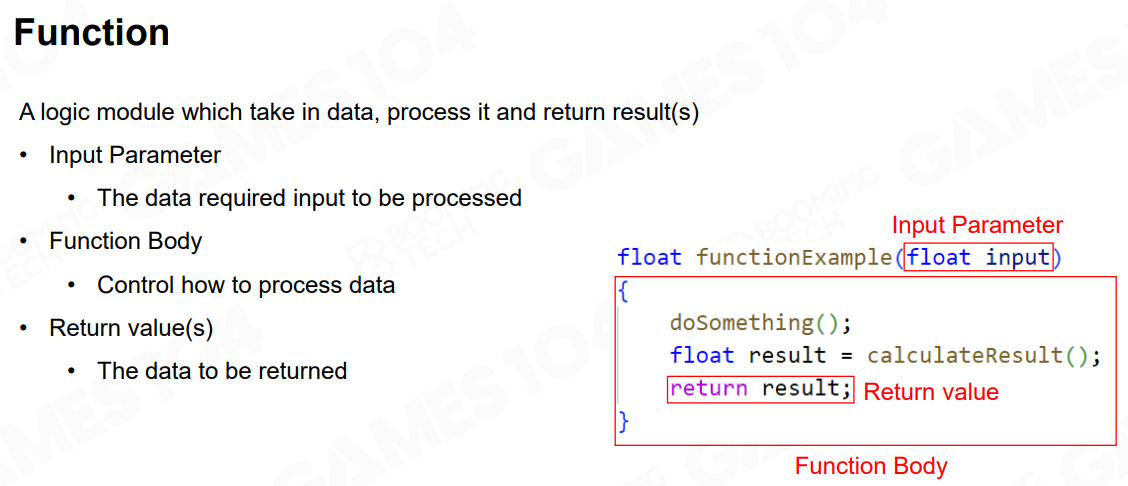 Function
A logic module which take in data, process it and return result(s)
• Input Parameter
• The data required input to be processed
• Function Body
• Control how to process data
• Return value(s)
• The data to be returned
Input Parameter
float functionExample(float input)
{
doSomething();
float result = calculateResult();
return result; Return value
}
Function Body
GAMES104
BOOMING TECH